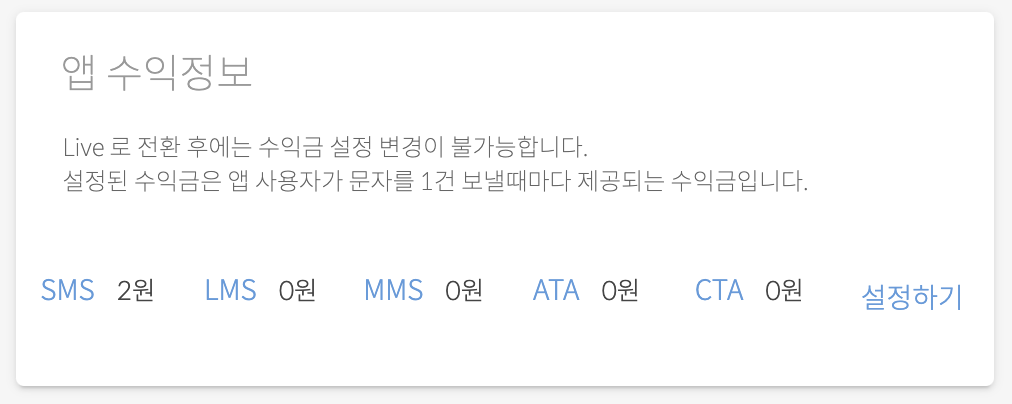 앱 수익정보
Live 로 전환 후에는 수익금 설정 변경이 불가능합니다.
설정된 수익금은 앱 사용자가 문자를 1건 보낼때마다 제공되는 수익금입니다.
SMS 2원 LMS 0원 MMS 0원 ATA 0원 CTA 0원 설정하기